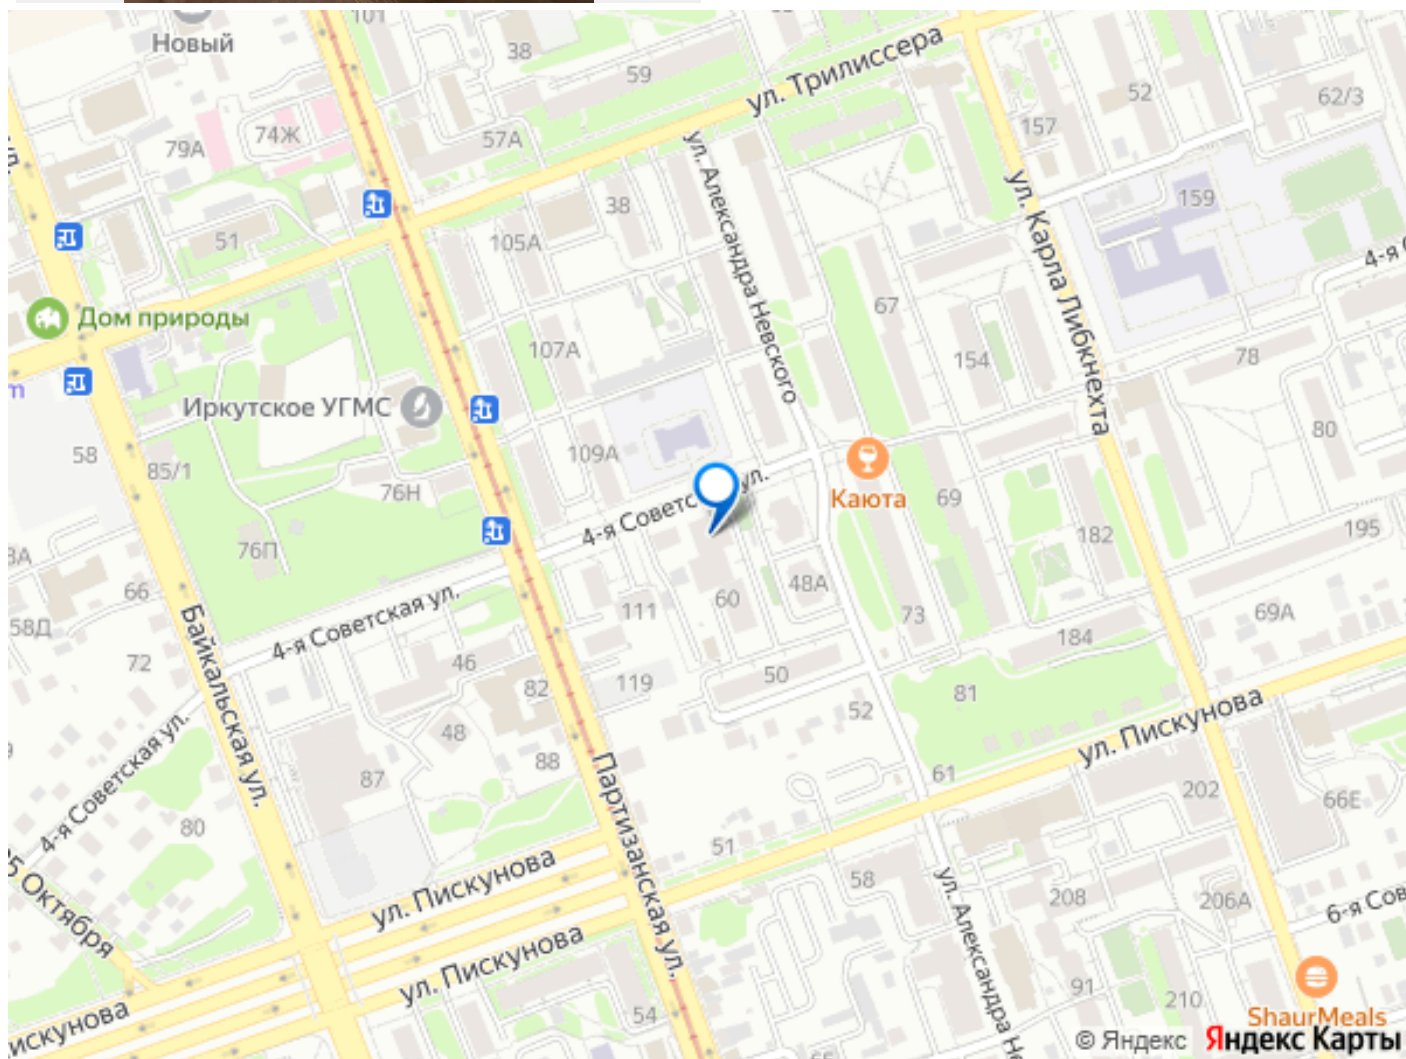 101
Новый
38
59
ул. Трилиссера
52
62/3
79А
74Ж
57А
157
ул. Александра Невского
ул. Карла Либкнехта
159
51
38
105А
4-я
Дом природы
67
107А
154
78
Иркутское УГМС
58
85/1
109А
80
76Н
4-я Советская ул.
Каюта
69
195
76П
182
66
48А
58Д
111
60
73
69А
Байкальская ул.
4-я Советская ул.
184
72
46
82
119
50
81
52
ул. Пискунова
4-я Советская ул.
48
88
87
61
202
66Е
Партизанская ул.
80
51
Октября
ул. Пискунова
58
ул. Александра
208
206А
6-я
ул. Пискунова
54
91
210
ShaurMeals
© Яндекс Яндекс Карты